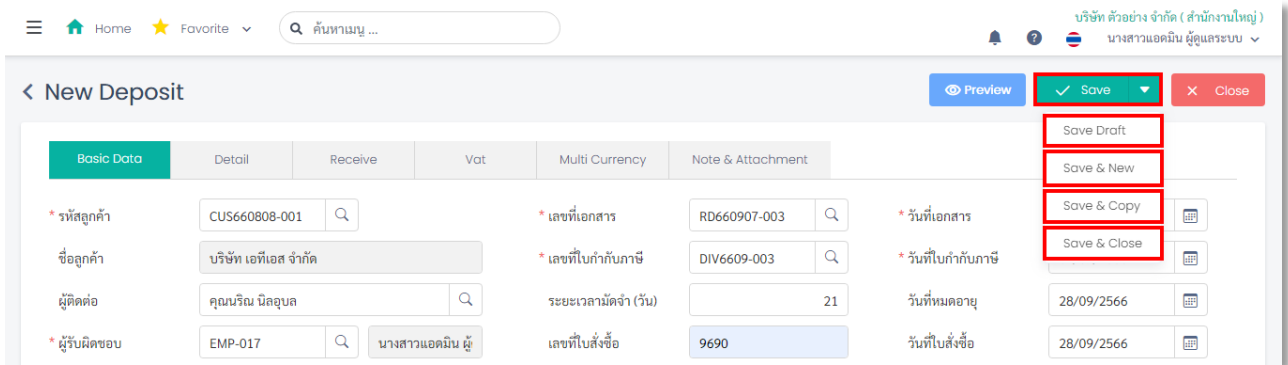 Home Favorite ค้นหาเมนู ...
บริษัท ตัวอย่าง จำกัด ( สำนักงานใหญ่ )
นางสาวแอดมิน ผู้ดูแลระบบ
New Deposit
Preview Save Close
Save Draft
Save & New
Save & Copy
Save & Close
Basic Data Detail Receive Vat Multi Currency Note & Attachment
* รหัสลูกค้า CUS660808-001 * เลขที่เอกสาร RD660907-003 * วันที่เอกสาร
ชื่อลูกค้า บริษัท เอทีเอส จำกัด * เลขที่ใบกำกับภาษี DIV6609-003 * วันที่ใบกำกับภาษี
ผู้ติดต่อ คุณนริณ นิลอุบล ระยะเวลามัดจำ (วัน) 21 วันที่หมดอายุ 28/09/2566
* ผู้รับผิดชอบ EMP-017 นางสาวแอดมิน ผู้ เลขที่ใบสั่งซื้อ 9690 วันที่ใบสั่งซื้อ 28/09/2566